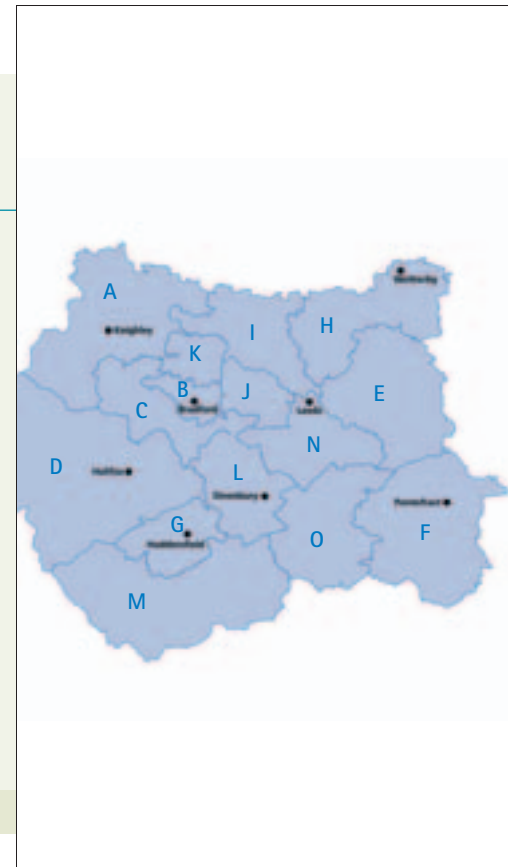 Wetherby
A
H
I
Keighley
K
B
J
E
C
Bradford
Leeds
N
D
L
Halifax
Dewsbury
Pontefract
G
F
Huddersfield
O
M